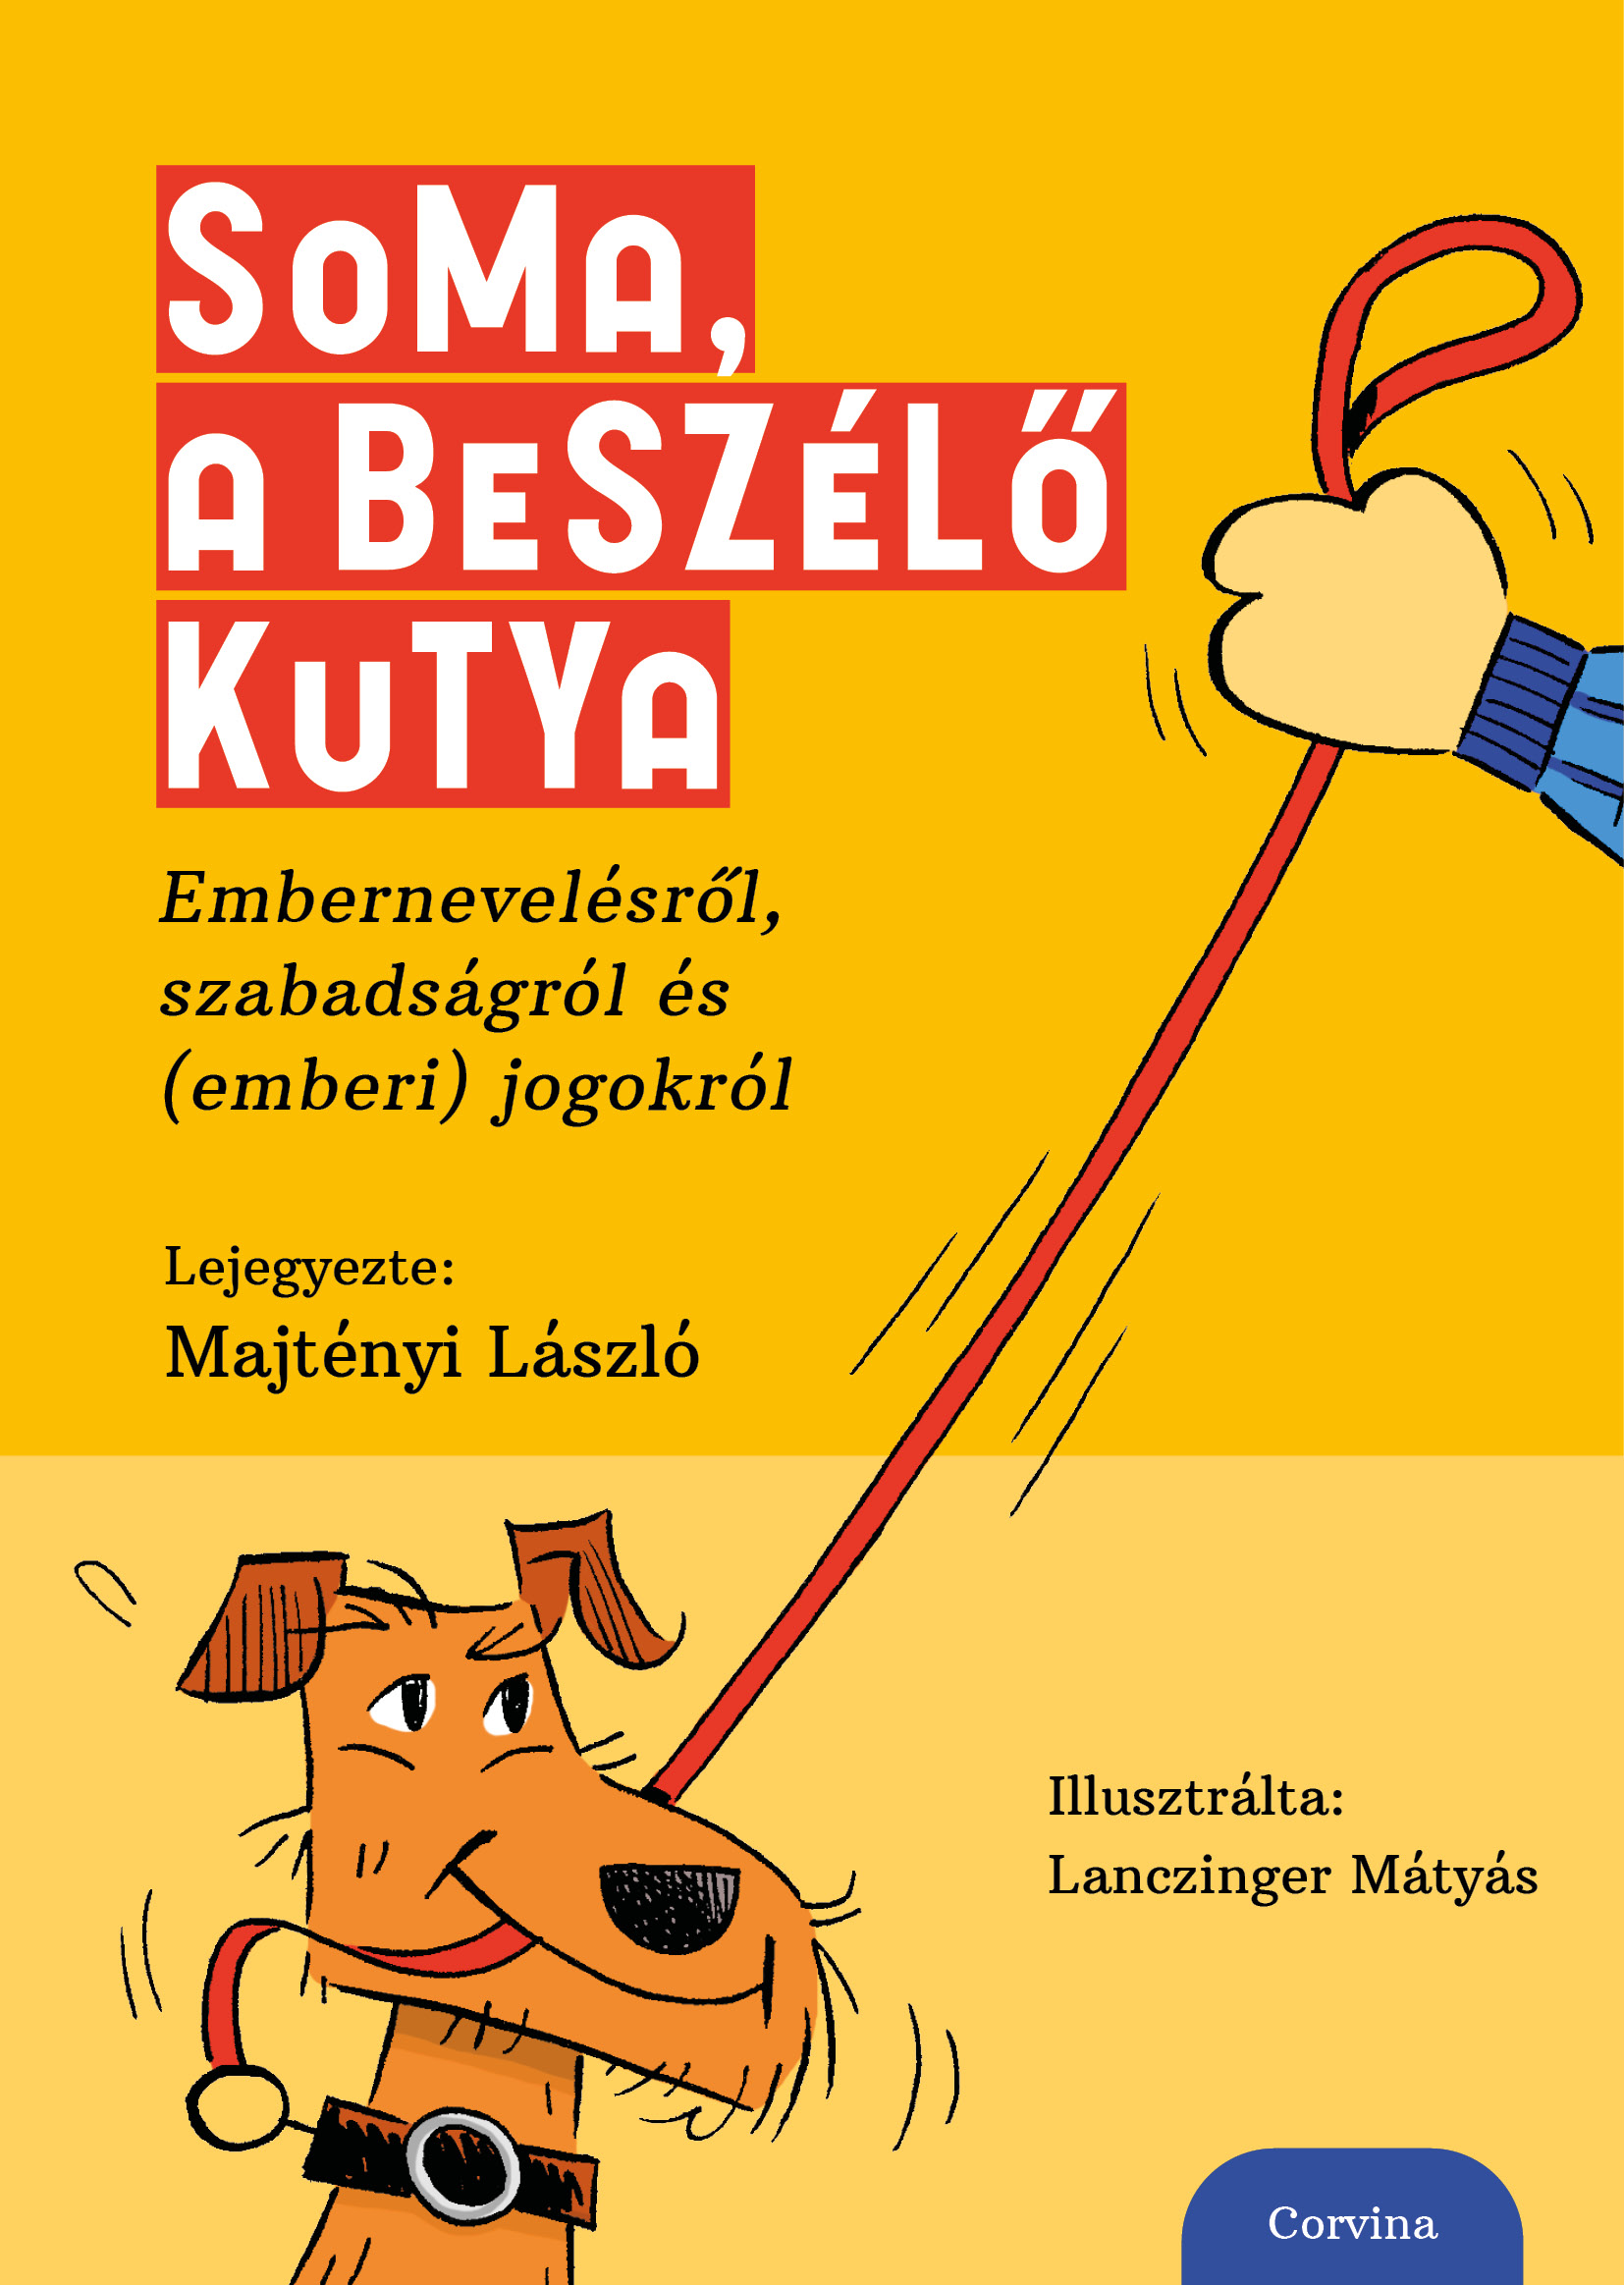 SoMA,
A BeSZéLő
KuTYA
Embernevelésről,
szabadságról és
(emberi) jogokról
Lejegyezte:
Majtényi László
Illusztrálta:
Lanczinger Mátyás
Corvina